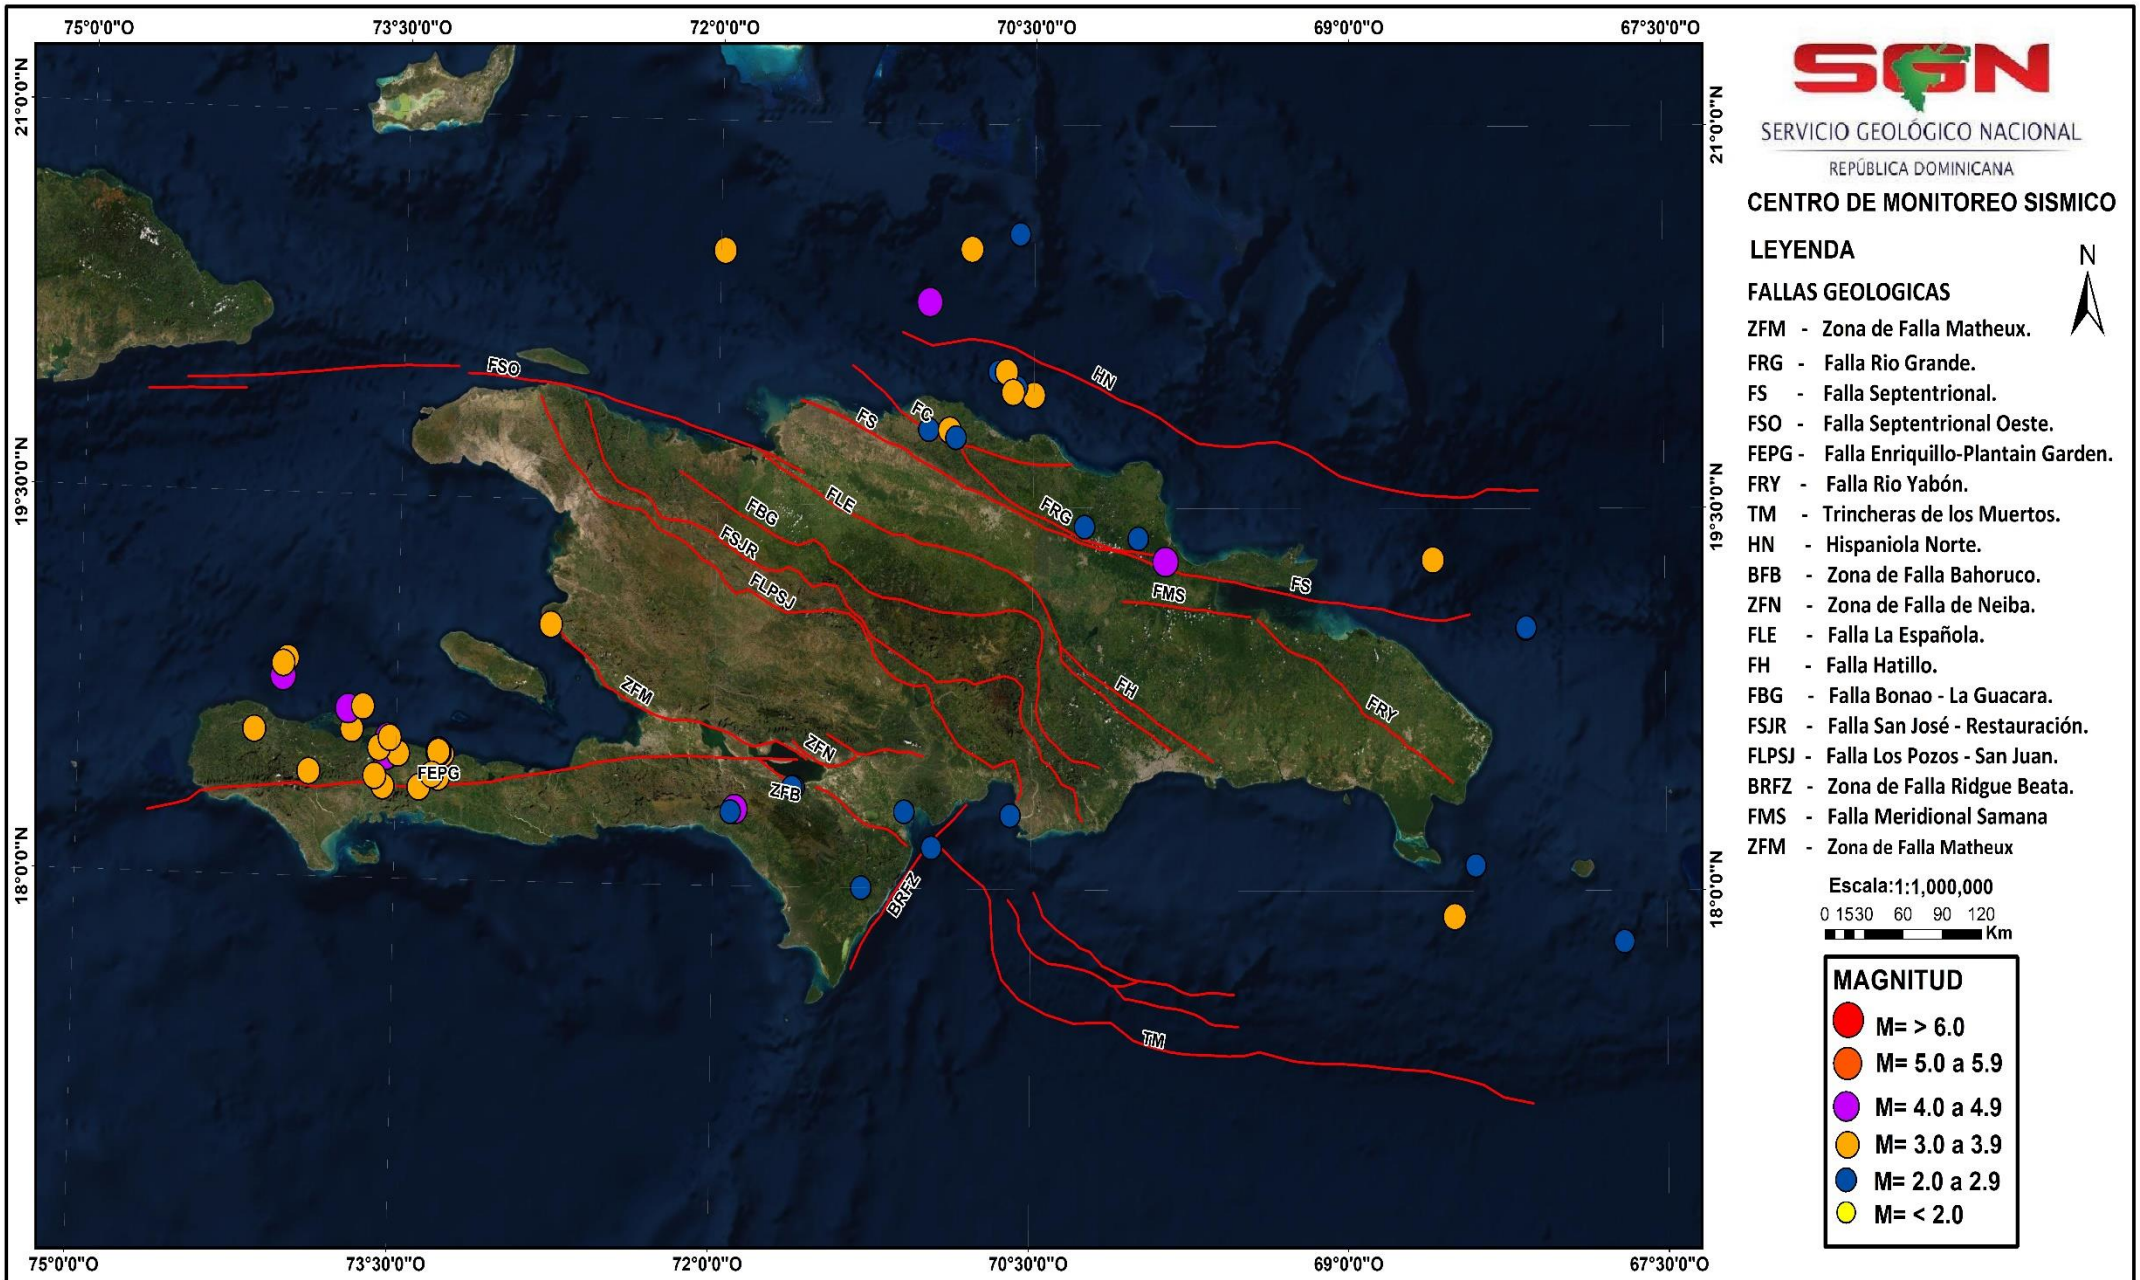 75°0'0"O 73°30'0"O 72°0'0"O 70°30'0"O 69°0'0"O 67°30'0"O
21°0'0"N
19°30'0"N
18°0'0"N
21°0'0"N
19°30'0"N
18°0'0"N
FSO
HN
FC
FS
FLE
FRG
FBG
FSJR
FLPSJ
FMS
FS
ZFM
FH
FRY
ZFN
FEPG
ZFB
BRFZ
TM
75°0'0"O 73°30'0"O 72°0'0"O 70°30'0"O 69°0'0"O 67°30'0"O
SGN
SERVICIO GEOLÓGICO NACIONAL
REPÚBLICA DOMINICANA
CENTRO DE MONITOREO SISMICO
LEYENDA
N
FALLAS GEOLOGICAS
ZFM - Zona de Falla Matheux.
FRG - Falla Rio Grande.
FS - Falla Septentrional.
FSO - Falla Septentrional Oeste.
FEPG - Falla Enriquillo-Plantain Garden.
FRY - Falla Rio Yabón.
TM - Trincheras de los Muertos.
HN - Hispaniola Norte.
BFB - Zona de Falla Bahoruco.
ZFN - Zona de Falla de Neiba.
FLE - Falla La Española.
FH - Falla Hatillo.
FBG - Falla Bonao - La Guacara.
FSJR - Falla San José - Restauración.
FLPSJ - Falla Los Pozos - San Juan.
BRFZ - Zona de Falla Ridgue Beata.
FMS - Falla Meridional Samana
ZFM - Zona de Falla Matheux
Escala:1:1,000,000
0 1530 60 90 120
Km
MAGNITUD
M= > 6.0
M= 5.0 a 5.9
M= 4.0 a 4.9
M= 3.0 a 3.9
M= 2.0 a 2.9
M= < 2.0